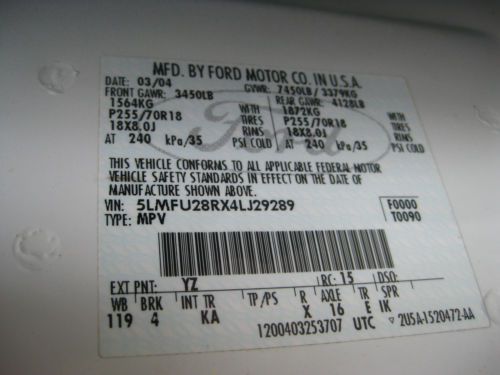 MFD. BY FORD MOTOR CO. IN U.S.A.
DATE: 03/04 GVWR: 7450LB/ 3379KG
FRONT GAWR: 3450LB REAR GAWR: 4128LB
1564KG WITH 1872KG WITH
P255/70R18 TIRES P255/70R18 TIRES
18X8.0J RIMS 18X8.0J RIMS
AT 240 kPa/35 PSI COLD AT 240 kPa/35 PSI COLD
Ford
THIS VEHICLE CONFORMS TO ALL APPLICABLE FEDERAL MOTOR
VEHICLE SAFETY STANDARDS IN EFFECT ON THE DATE OF
MANUFACTURE SHOWN ABOVE.
VIN: 5LMFU28RX4LJ29289 F0000
TYPE: MPV T0090
EXT PNT: YZ RC: 15 DSO:
WB BRK INT TR TP/PS R AXLE TR SPR
119 4 KA X 16 E IK
1200403253707 UTC 2U5A-1520472-AA